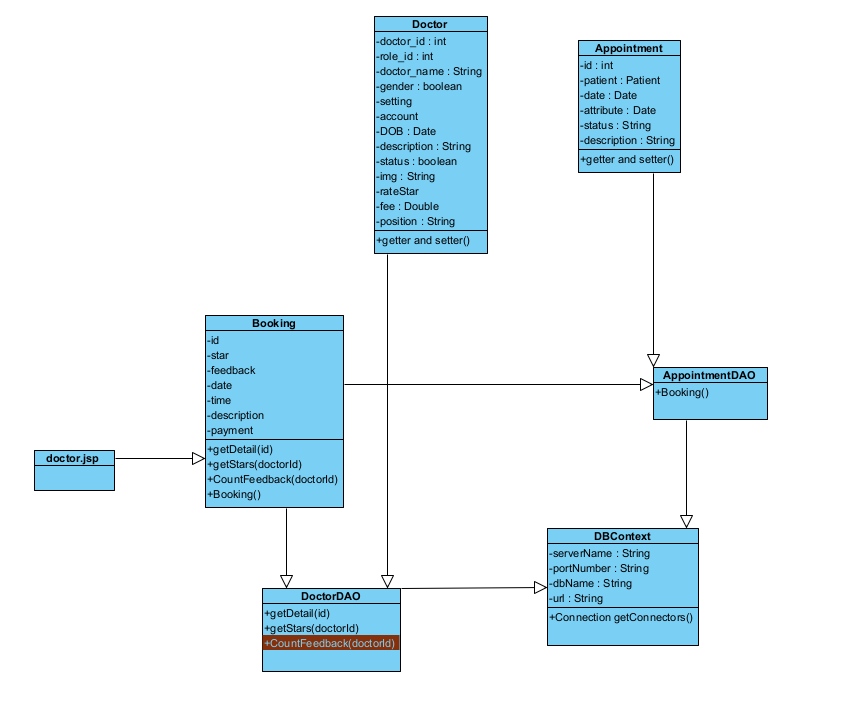 Doctor
-doctor_id : int
-role_id : int
-doctor_name : String
-gender : boolean
-setting
-account
-DOB : Date
-description : String
-status : boolean
-img : String
-rateStar
-fee : Double
-position : String
+getter and setter()
Appointment
-id : int
-patient : Patient
-date : Date
-attribute : Date
-status : String
-description : String
+getter and setter()
Booking
-id
-star
-feedback
-date
-time
-description
-payment
+getDetail(id)
+getStars(doctorId)
+CountFeedback(doctorId)
+Booking()
AppointmentDAO
+Booking()
doctor.jsp
DBContext
-serverName : String
-portNumber : String
-dbName : String
-url : String
+Connection getConnectors()
DoctorDAO
+getDetail(id)
+getStars(doctorId)
+CountFeedback(doctorId)